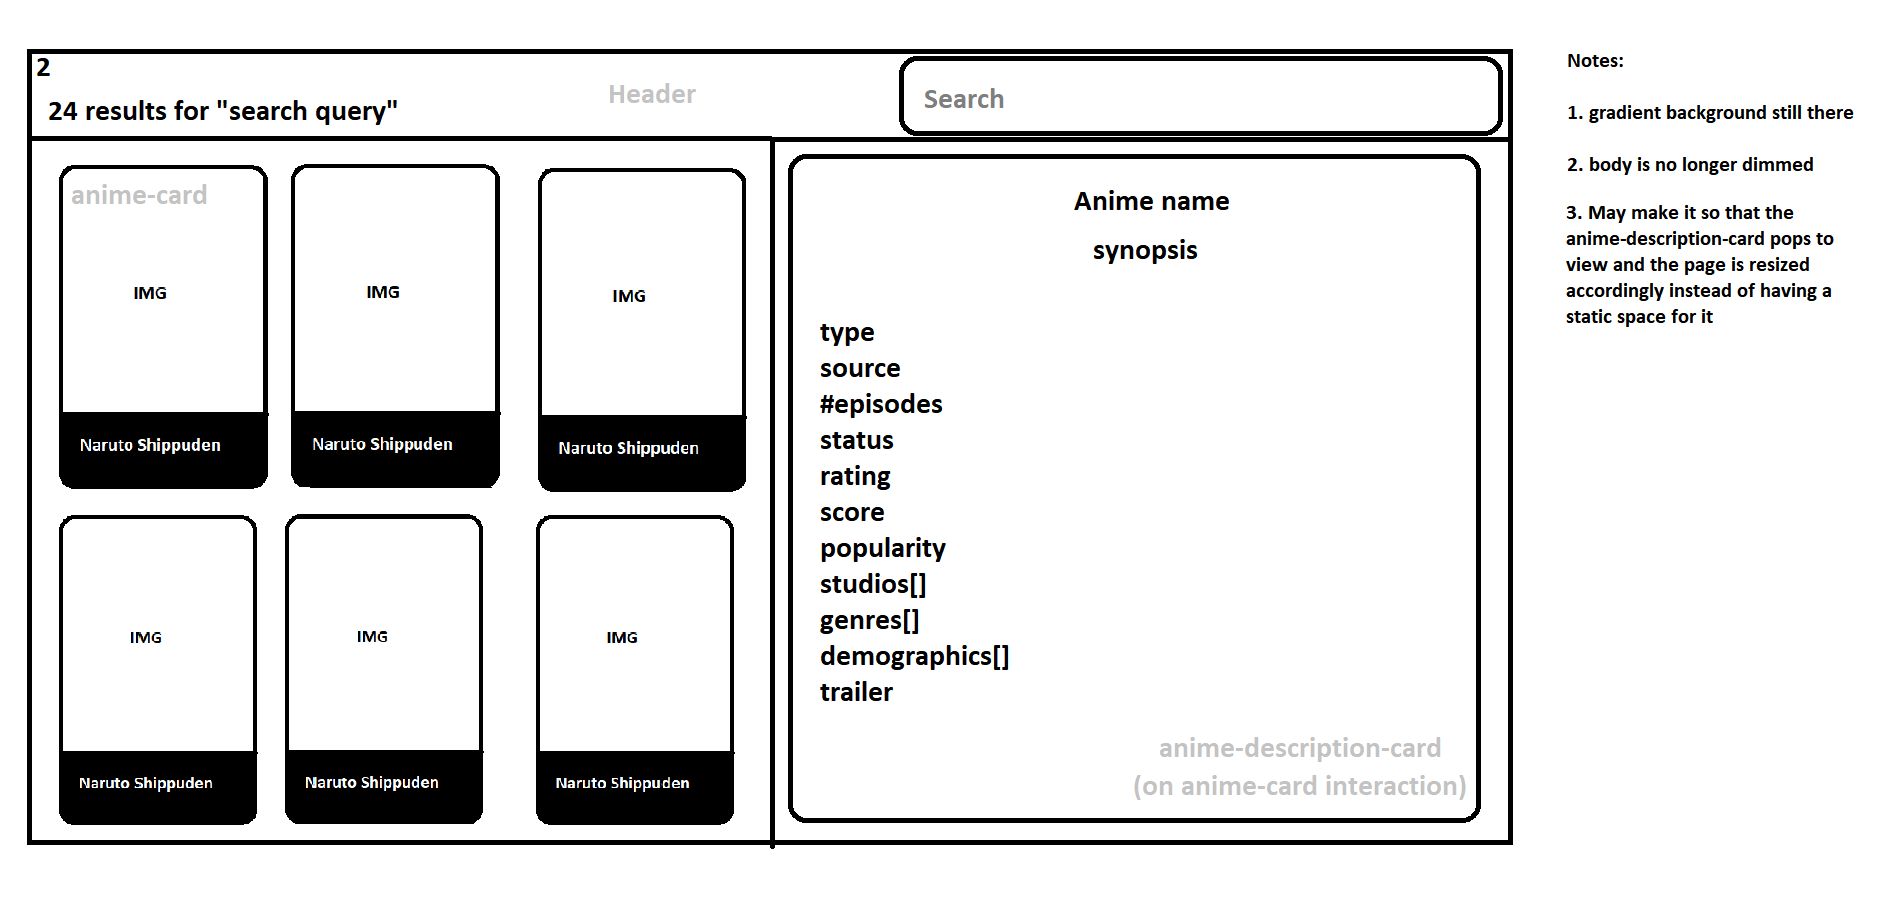 2
24 results for "search query"
Header
Search
anime-card
IMG
Naruto Shippuden
IMG
Naruto Shippuden
IMG
Naruto Shippuden
IMG
Naruto Shippuden
IMG
Naruto Shippuden
IMG
Naruto Shippuden
Anime name
synopsis
type
source
#episodes
status
rating
score
popularity
studios[]
genres[]
demographics[]
trailer
anime-description-card
(on anime-card interaction)
Notes:
1. gradient background still there
2. body is no longer dimmed
3. May make it so that the
anime-description-card pops to
view and the page is resized
accordingly instead of having a
static space for it